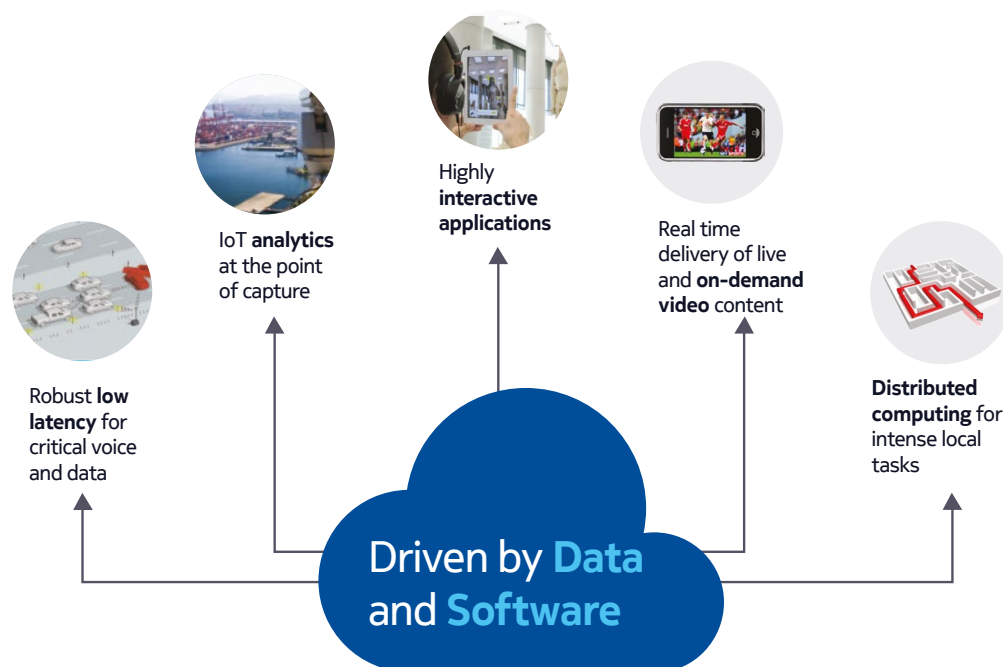 Highly
interactive
applications
IoT analytics
at the point
of capture
Real time
delivery of live
and on-demand
video content
Robust low
latency for
critical voice
and data
Distributed
computing for
intense local
tasks
Driven by Data
and Software